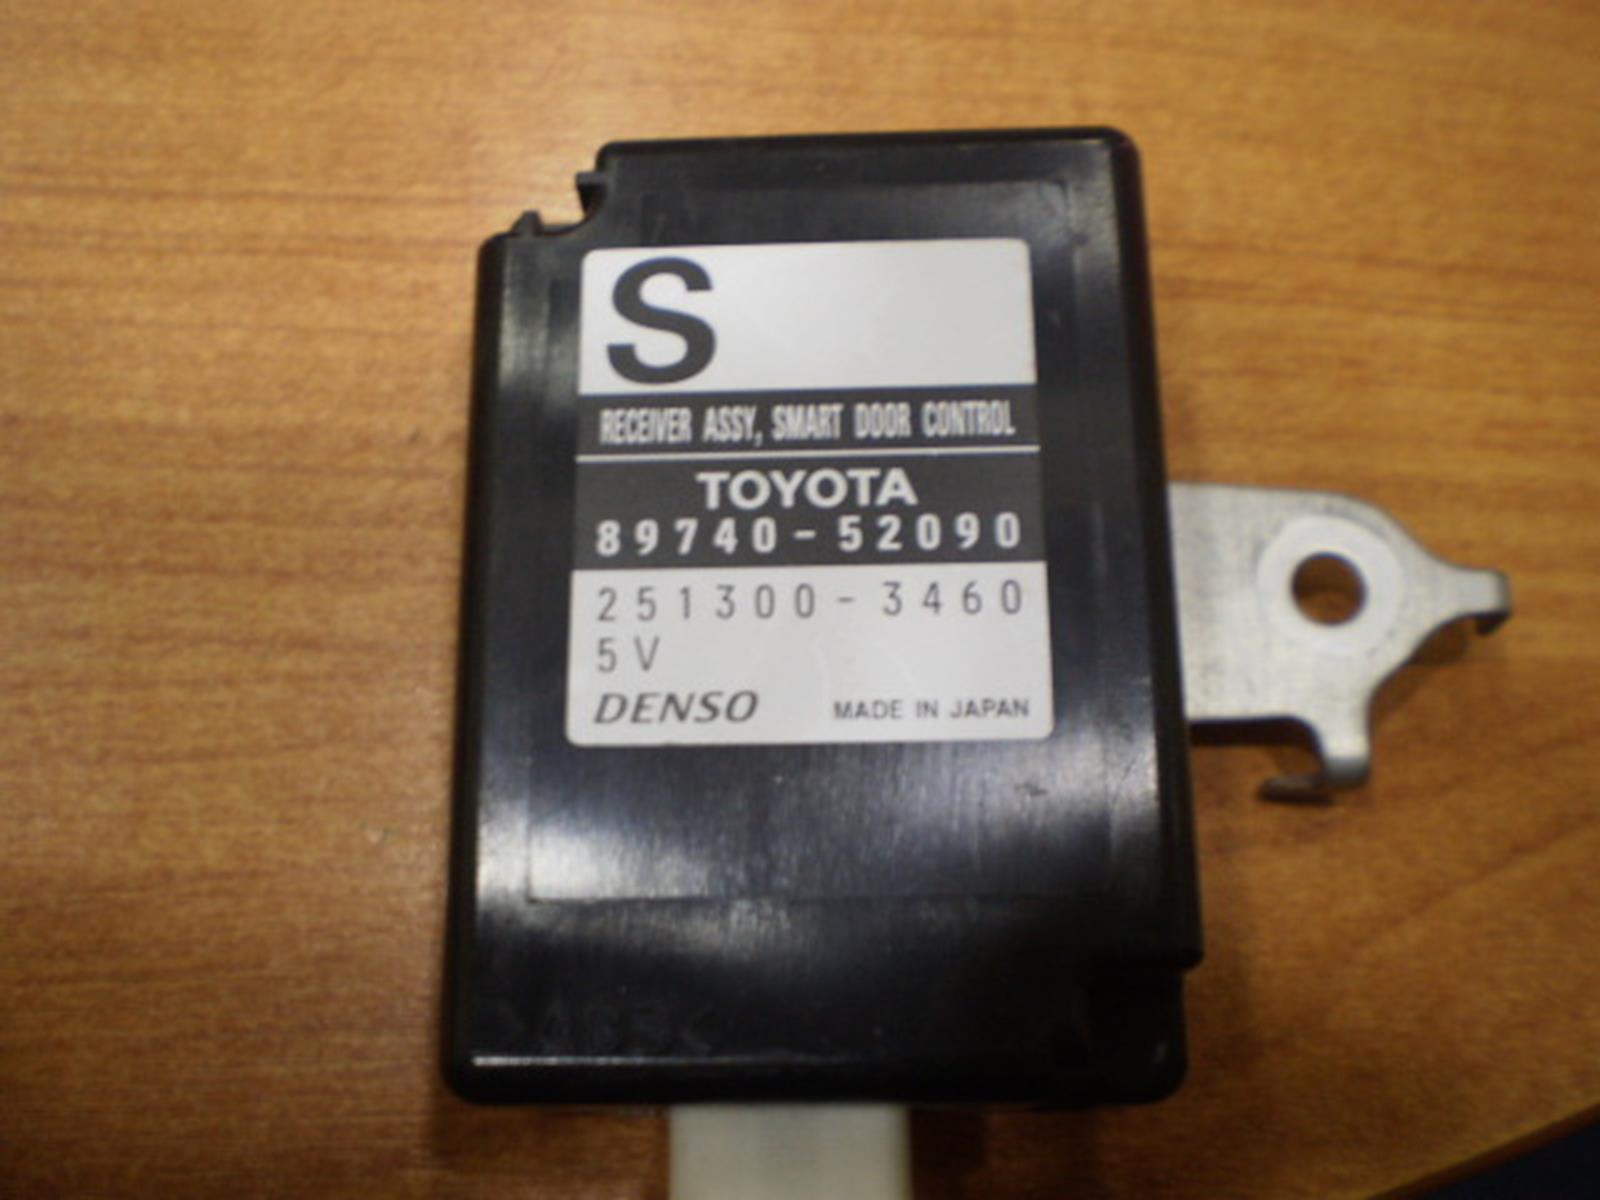 S
RECEIVER ASSY, SMART DOOR CONTROL
TOYOTA
89740-52090
251300-3460
5V
DENSO MADE IN JAPAN